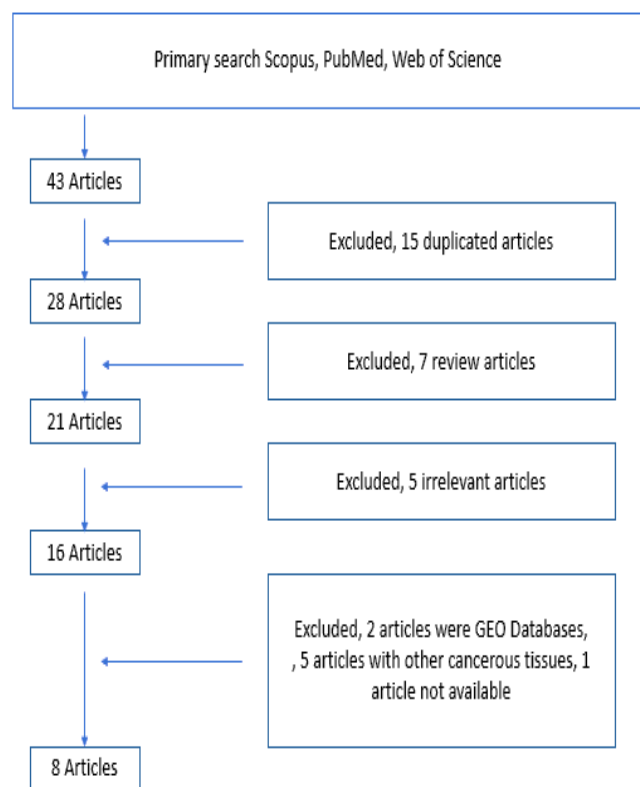 Primary search Scopus, PubMed, Web of Science
43 Articles
Excluded, 15 duplicated articles
28 Articles
Excluded, 7 review articles
21 Articles
Excluded, 5 irrelevant articles
16 Articles
Excluded, 2 articles were GEO Databases,
, 5 articles with other cancerous tissues, 1
article not available
8 Articles